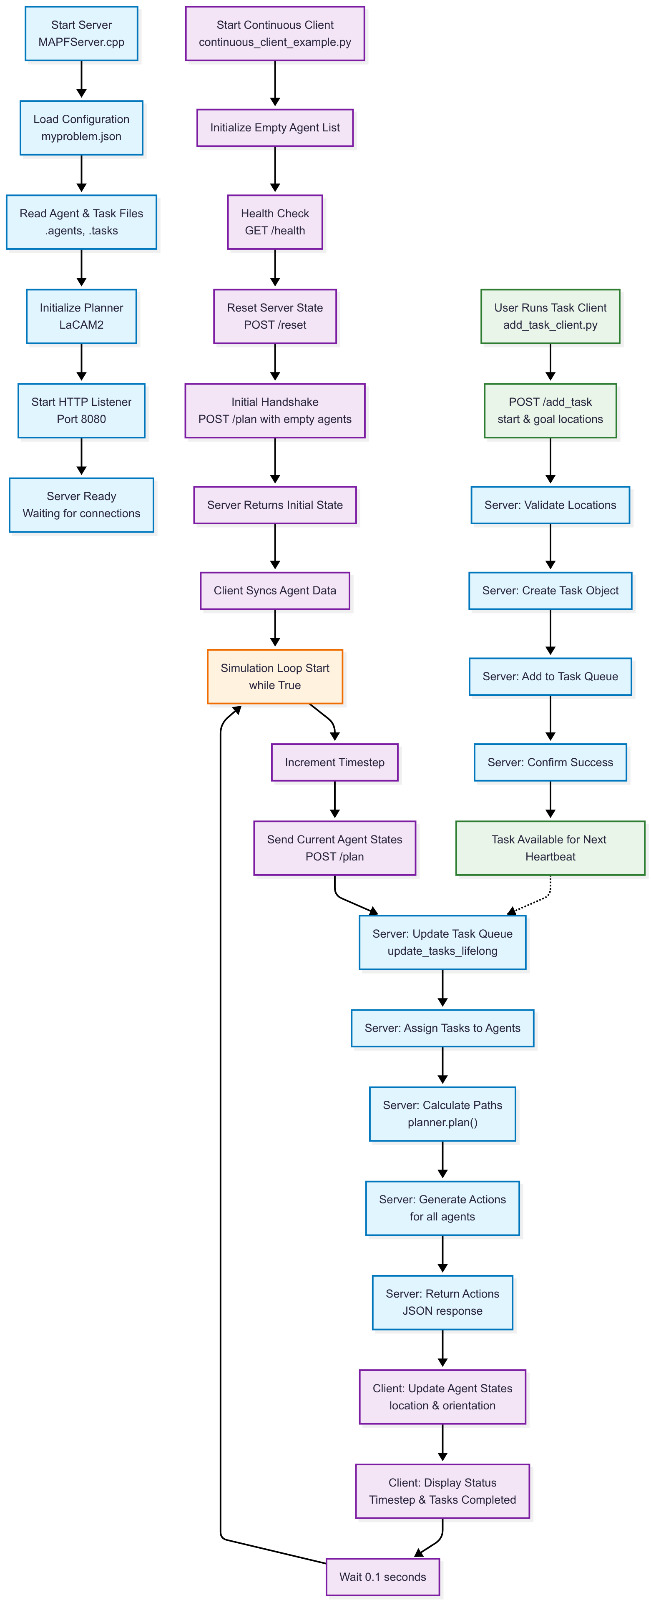 Start Server
MAPFServer.cpp
Load Configuration
myproblem.json
Read Agent & Task Files
.agents, .tasks
Initialize Planner
LaCAM2
Start HTTP Listener
Port 8080
Server Ready
Waiting for connections
Start Continuous Client
continuous_client_example.py
Initialize Empty Agent List
Health Check
GET /health
Reset Server State
POST /reset
Initial Handshake
POST /plan with empty agents
Server Returns Initial State
Client Syncs Agent Data
Simulation Loop Start
while True
Increment Timestep
Send Current Agent States
POST /plan
User Runs Task Client
add_task_client.py
POST /add_task
start & goal locations
Server: Validate Locations
Server: Create Task Object
Server: Add to Task Queue
Server: Confirm Success
Task Available for Next
Heartbeat
Server: Update Task Queue
update_tasks_lifelong
Server: Assign Tasks to Agents
Server: Calculate Paths
planner.plan()
Server: Generate Actions
for all agents
Server: Return Actions
JSON response
Client: Update Agent States
location & orientation
Client: Display Status
Timestep & Tasks Completed
Wait 0.1 seconds